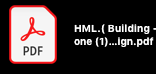 PDF
HML.( Building -
one (1)...ign.pdf